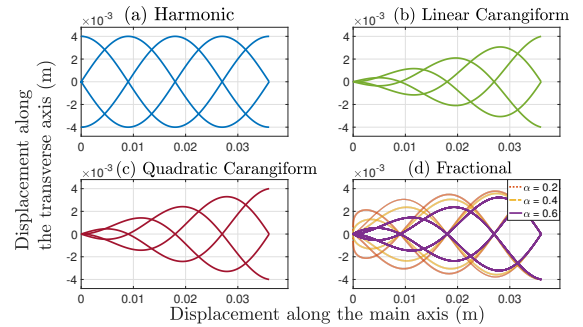 (a) Harmonic
(b) Linear Carangiform
×10⁻³
×10⁻³
4
2
0
-2
-4
0 0.01 0.02 0.03
4
2
0
-2
-4
0 0.01 0.02 0.03
Displacement along
the transverse axis (m)
(c) Quadratic Carangiform
(d) Fractional
×10⁻³
×10⁻³
4
2
0
-2
-4
0 0.01 0.02 0.03
4
2
0
-2
-4
0 0.01 0.02 0.03
α = 0.2
α = 0.4
α = 0.6
Displacement along the main axis (m)